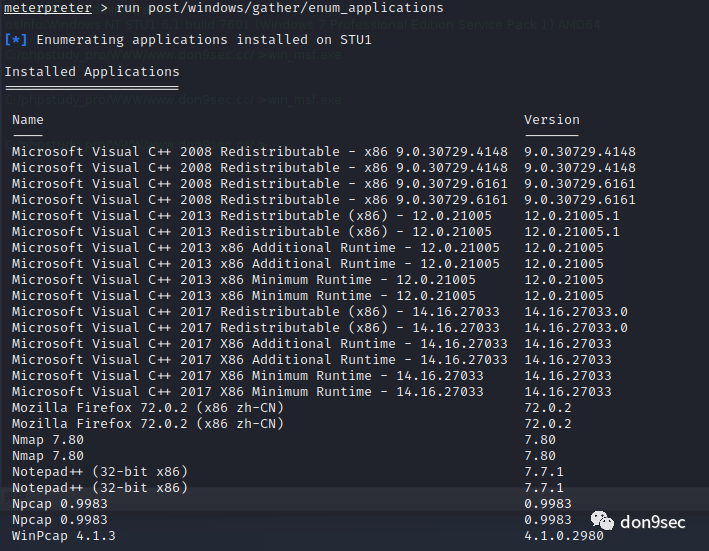 meterpreter > run post/windows/gather/enum_applications
[*] Enumerating applications installed on STU1
Installed Applications
======================
Name Version
---- -------
Microsoft Visual C++ 2008 Redistributable - x86 9.0.30729.4148 9.0.30729.4148
Microsoft Visual C++ 2008 Redistributable - x86 9.0.30729.4148 9.0.30729.4148
Microsoft Visual C++ 2008 Redistributable - x86 9.0.30729.6161 9.0.30729.6161
Microsoft Visual C++ 2008 Redistributable - x86 9.0.30729.6161 9.0.30729.6161
Microsoft Visual C++ 2013 Redistributable (x86) - 12.0.21005 12.0.21005.1
Microsoft Visual C++ 2013 Redistributable (x86) - 12.0.21005 12.0.21005.1
Microsoft Visual C++ 2013 x86 Additional Runtime - 12.0.21005 12.0.21005
Microsoft Visual C++ 2013 x86 Additional Runtime - 12.0.21005 12.0.21005
Microsoft Visual C++ 2013 x86 Minimum Runtime - 12.0.21005 12.0.21005
Microsoft Visual C++ 2013 x86 Minimum Runtime - 12.0.21005 12.0.21005
Microsoft Visual C++ 2017 Redistributable (x86) - 14.16.27033 14.16.27033.0
Microsoft Visual C++ 2017 Redistributable (x86) - 14.16.27033 14.16.27033.0
Microsoft Visual C++ 2017 X86 Additional Runtime - 14.16.27033 14.16.27033
Microsoft Visual C++ 2017 X86 Additional Runtime - 14.16.27033 14.16.27033
Microsoft Visual C++ 2017 X86 Minimum Runtime - 14.16.27033 14.16.27033
Microsoft Visual C++ 2017 X86 Minimum Runtime - 14.16.27033 14.16.27033
Mozilla Firefox 72.0.2 (x86 zh-CN) 72.0.2
Mozilla Firefox 72.0.2 (x86 zh-CN) 72.0.2
Nmap 7.80 7.80
Nmap 7.80 7.80
Notepad++ (32-bit x86) 7.7.1
Notepad++ (32-bit x86) 7.7.1
Npcap 0.9983 0.9983
Npcap 0.9983 0.9983
WinPcap 4.1.3 4.1.0.2980
don9sec